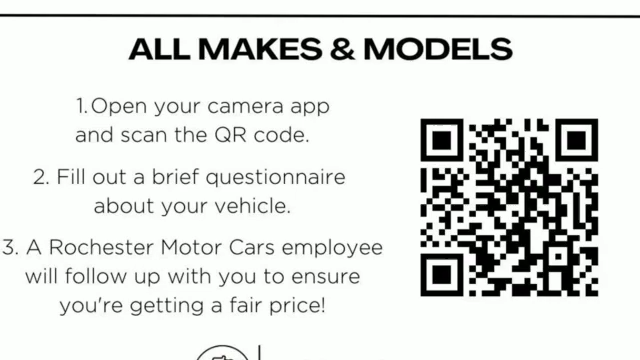 ALL MAKES & MODELS
1. Open your camera app
and scan the QR code.
2. Fill out a brief questionnaire
about your vehicle.
3. A Rochester Motor Cars employee
will follow up with you to ensure
you're getting a fair price!